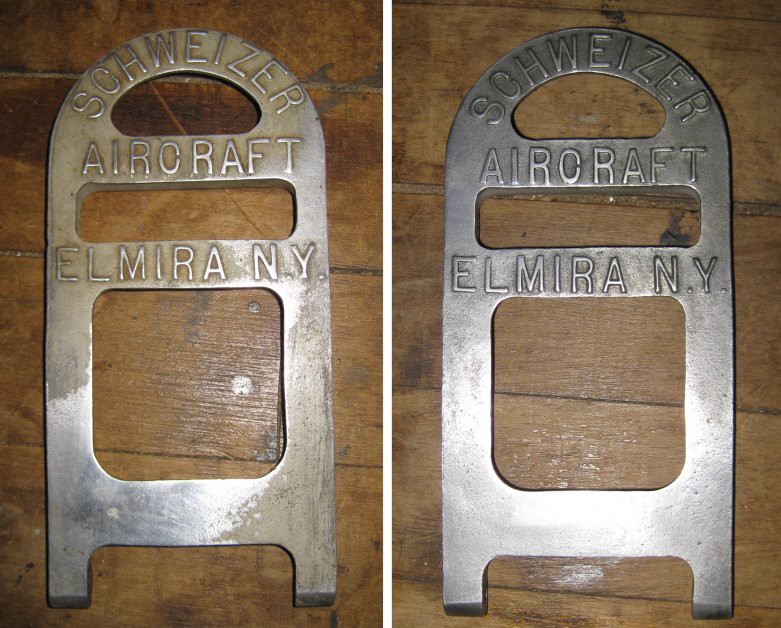 SCHWEIZER
AIRCRAFT
ELMIRA N.Y.
SCHWEIZER
AIRCRAFT
ELMIRA N.Y.